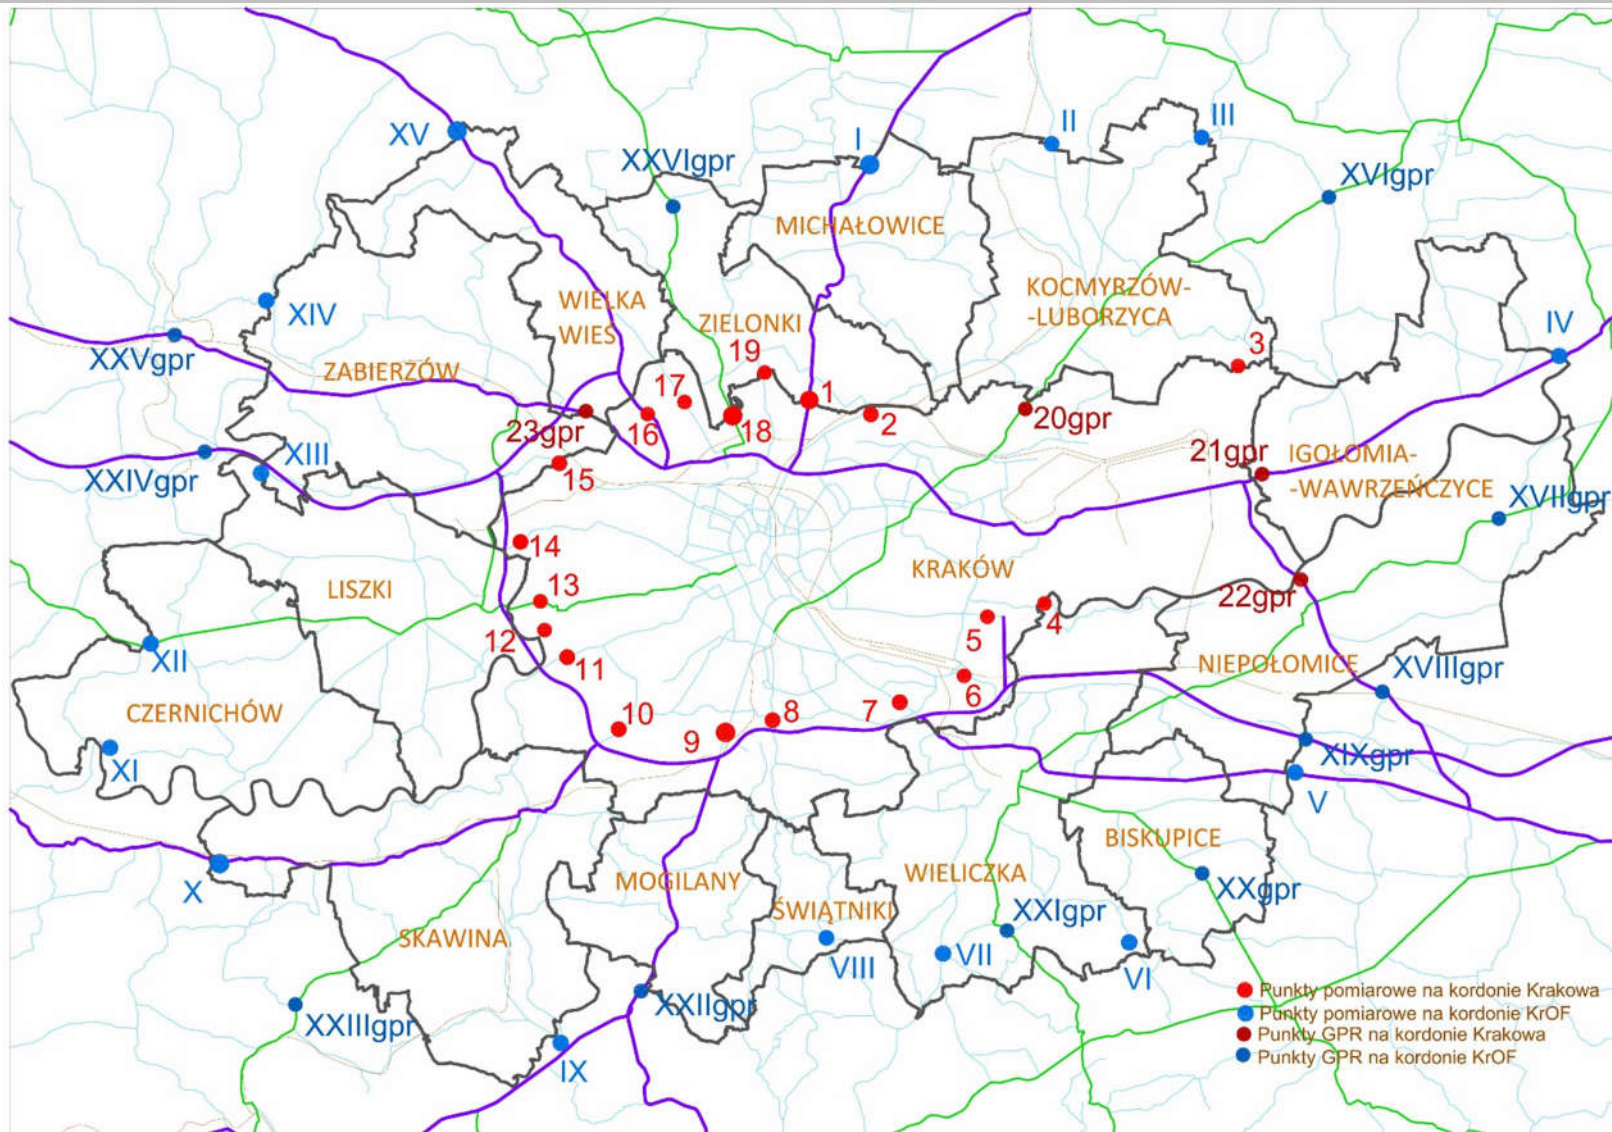 XV
I
II
III
XXVIgpr
XVIgpr
MICHAŁOWICE
XIV
WIELKA
WIEŚ
ZIELONKI
KOCMYRZÓW-
-LUBORZYCA
IV
XXVgpr
ZABIERZÓW
19
3
17
1
23gpr
16
18
2
20gpr
XIII
15
21gpr
IGOŁOMIA-
-WAWRZEŃCZYCE
XXIVgpr
XVIIgpr
14
KRAKÓW
LISZKI
13
22gpr
12
5
4
XII
11
NIEPOŁOMICE
XVIIIgpr
6
CZERNICHÓW
10
9
8
7
XI
XIXgpr
V
BISKUPICE
X
MOGILANY
WIELICZKA
XXgpr
ŚWIĄTNIKI
XXIgpr
SKAWINA
VIII
VII
VI
XXIIgpr
XXIIIgpr
IX
Punkty pomiarowe na kordonie Krakowa
Punkty pomiarowe na kordonie KrOF
Punkty GPR na kordonie Krakowa
Punkty GPR na kordonie KrOF